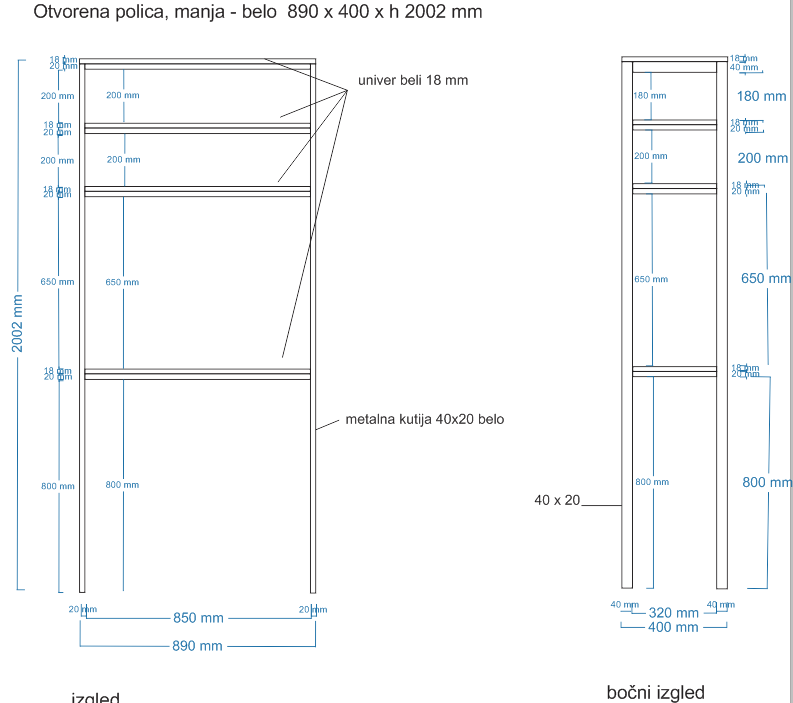 Otvorena polica, manja - belo 890 x 400 x h 2002 mm
18 mm
20 mm
200 mm
200 mm
18 mm
20 mm
200 mm
200 mm
18 mm
20 mm
650 mm
650 mm
2002 mm
18 mm
20 mm
800 mm
800 mm
20 mm
850 mm
20 mm
890 mm
izgled
univer beli 18 mm
metalna kutija 40x20 belo
18 mm
40 mm
180 mm
180 mm
18 mm
20 mm
200 mm
200 mm
18 mm
20 mm
650 mm
650 mm
18 mm
20 mm
800 mm
800 mm
40 x 20
40 mm
320 mm
40 mm
400 mm
bočni izgled